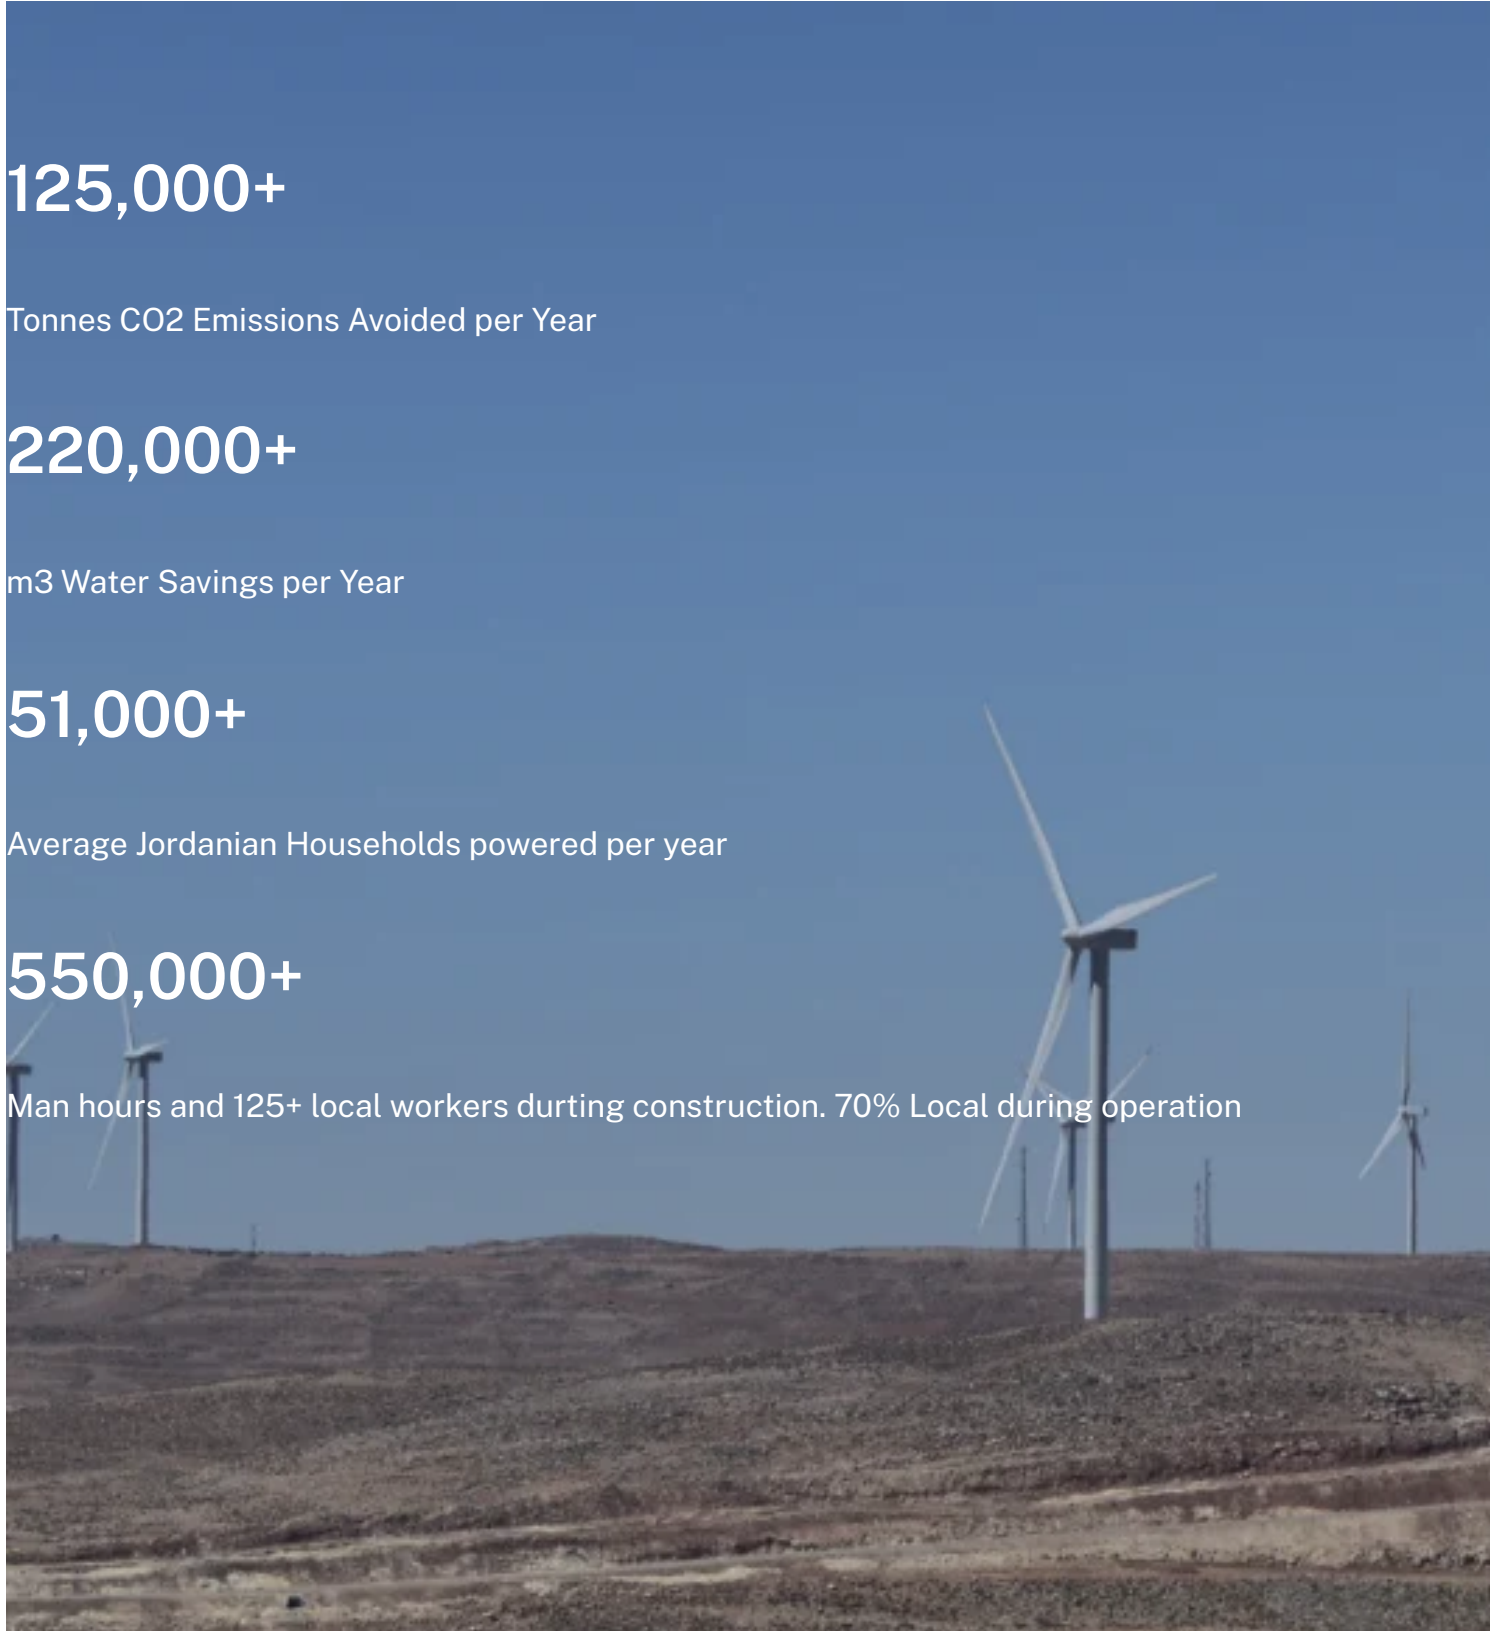 125,000+
Tonnes CO2 Emissions Avoided per Year
220,000+
m3 Water Savings per Year
51,000+
Average Jordanian Households powered per year
550,000+
Man hours and 125+ local workers durting construction. 70% Local during operation